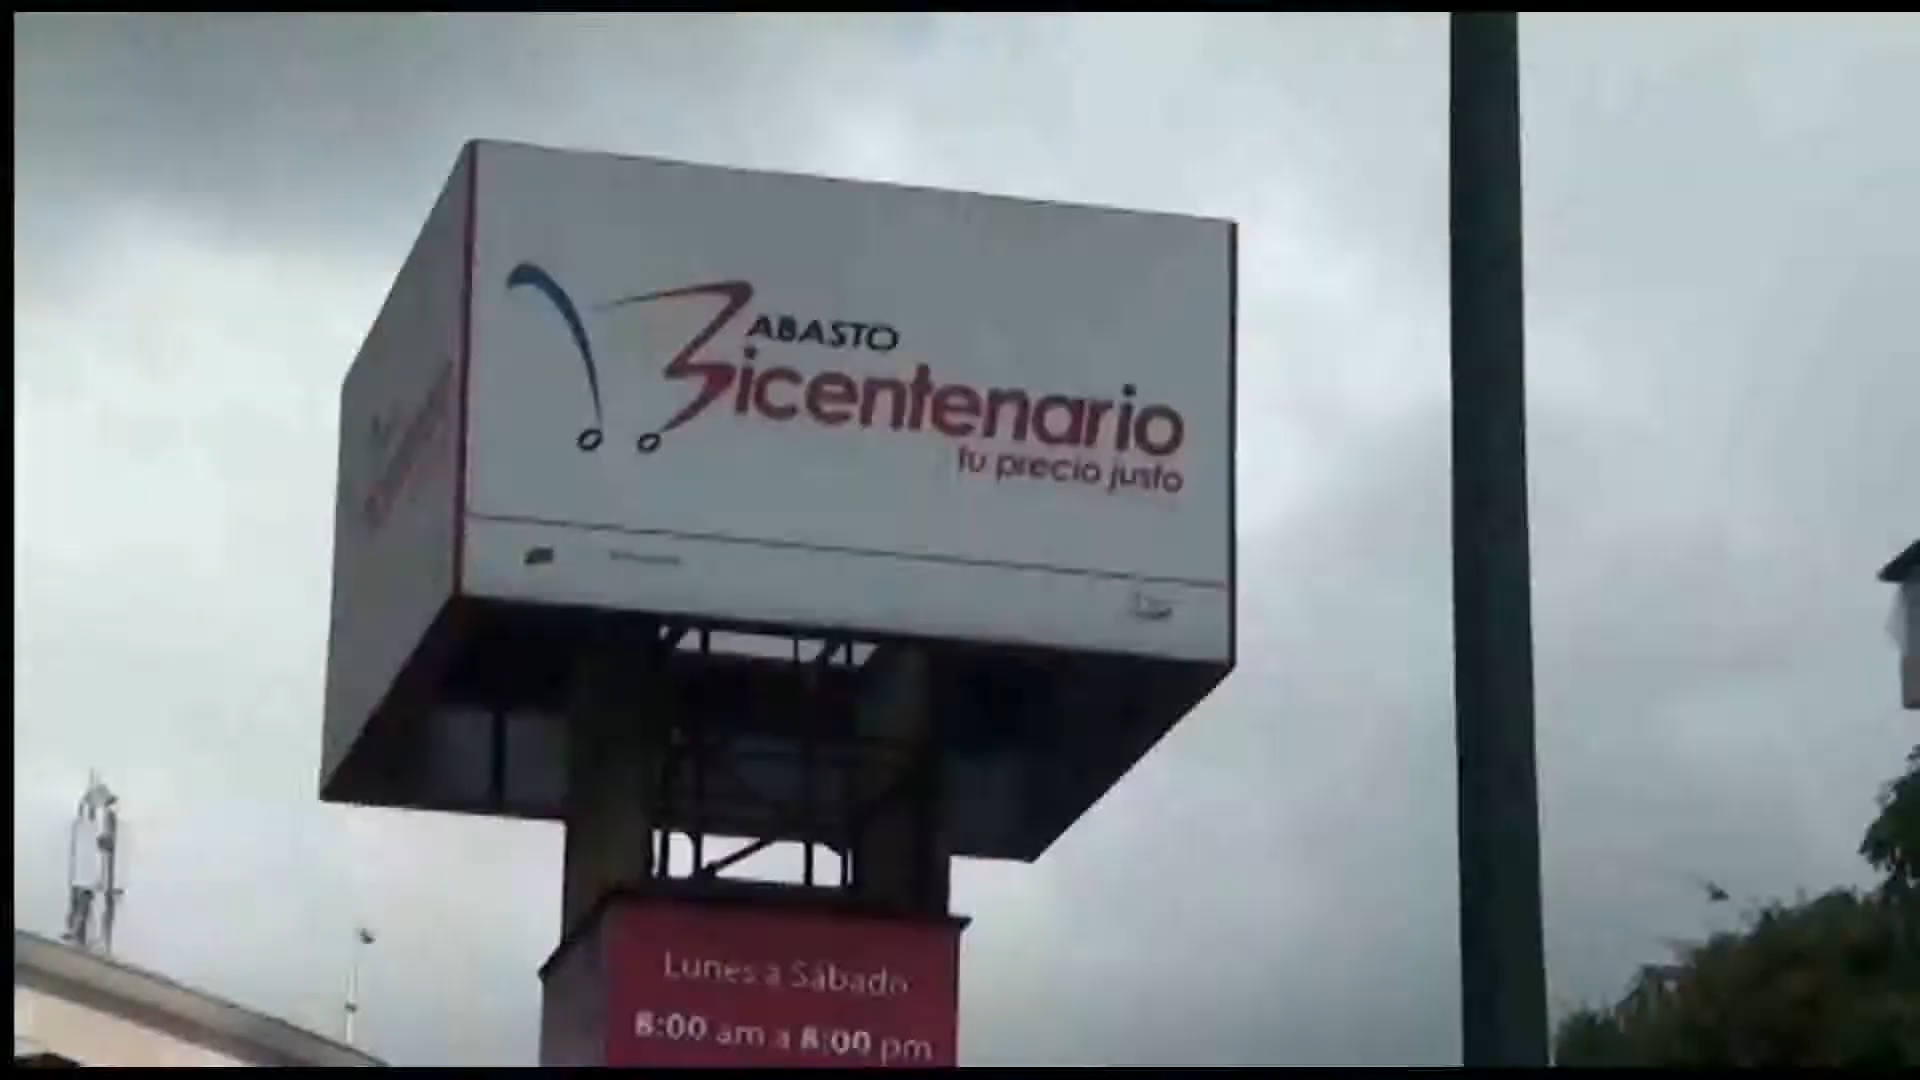 ABASTO
Bicentenario
tu precio justo
Lunes a Sábado
8:00 am a 8:00 pm